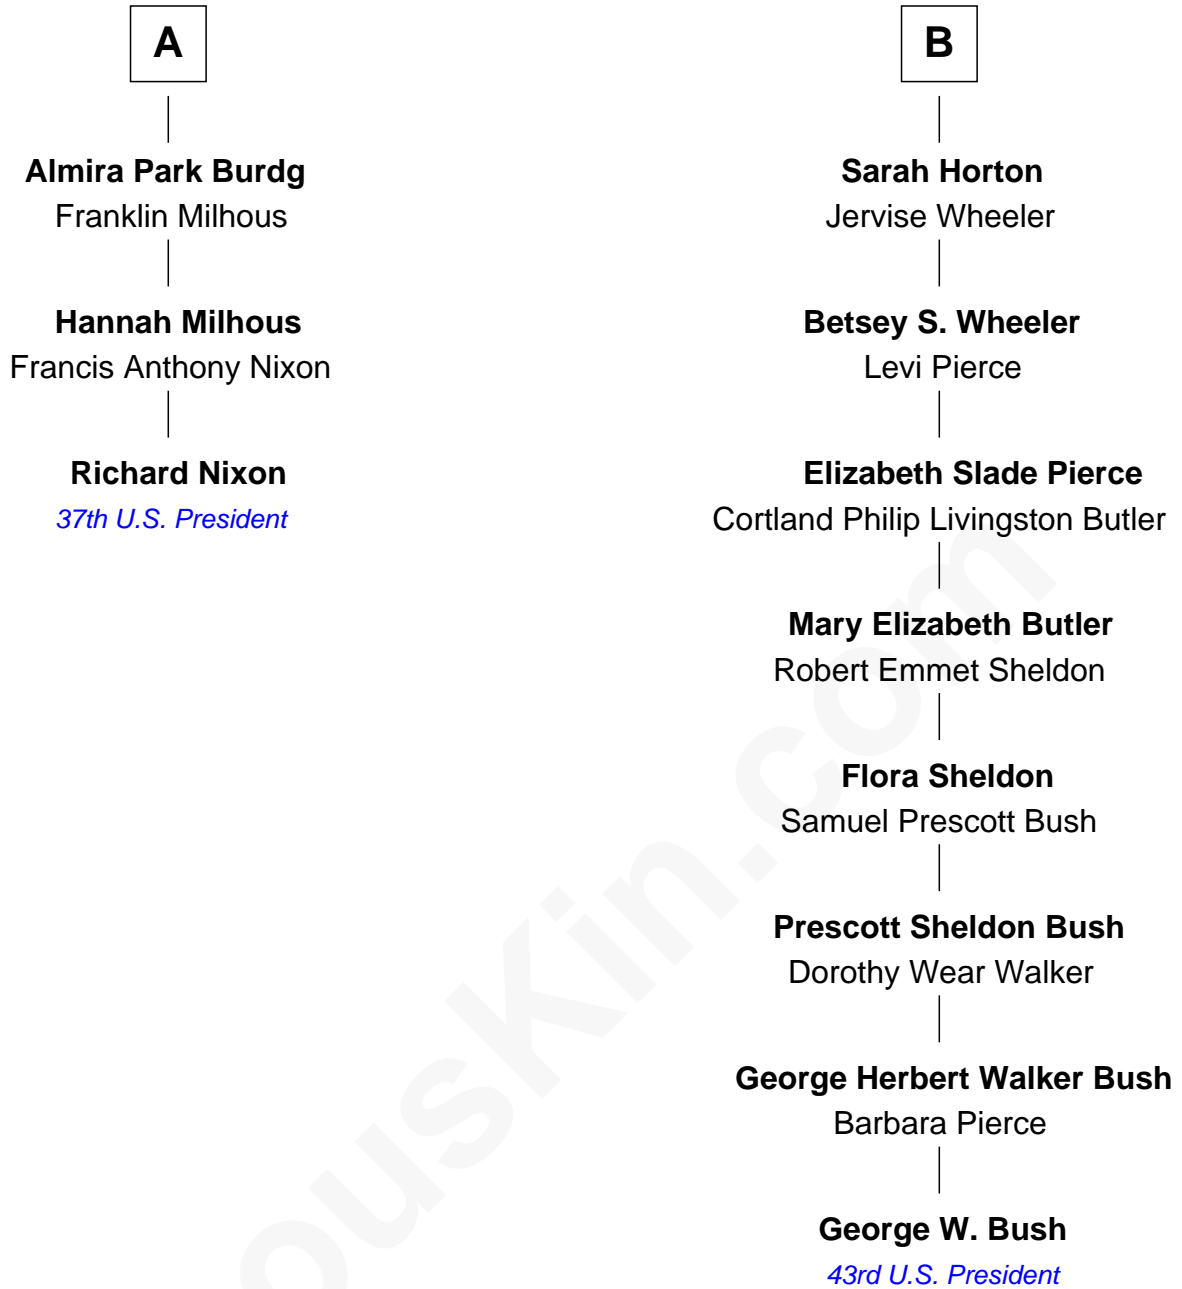 A
Almira Park Burdg
Franklin Milhous
Hannah Milhous
Francis Anthony Nixon
Richard Nixon
37th U.S. President
B
Sarah Horton
Jervise Wheeler
Betsey S. Wheeler
Levi Pierce
Elizabeth Slade Pierce
Cortland Philip Livingston Butler
Mary Elizabeth Butler
Robert Emmet Sheldon
Flora Sheldon
Samuel Prescott Bush
Prescott Sheldon Bush
Dorothy Wear Walker
George Herbert Walker Bush
Barbara Pierce
George W. Bush
43rd U.S. President
ousKin.com